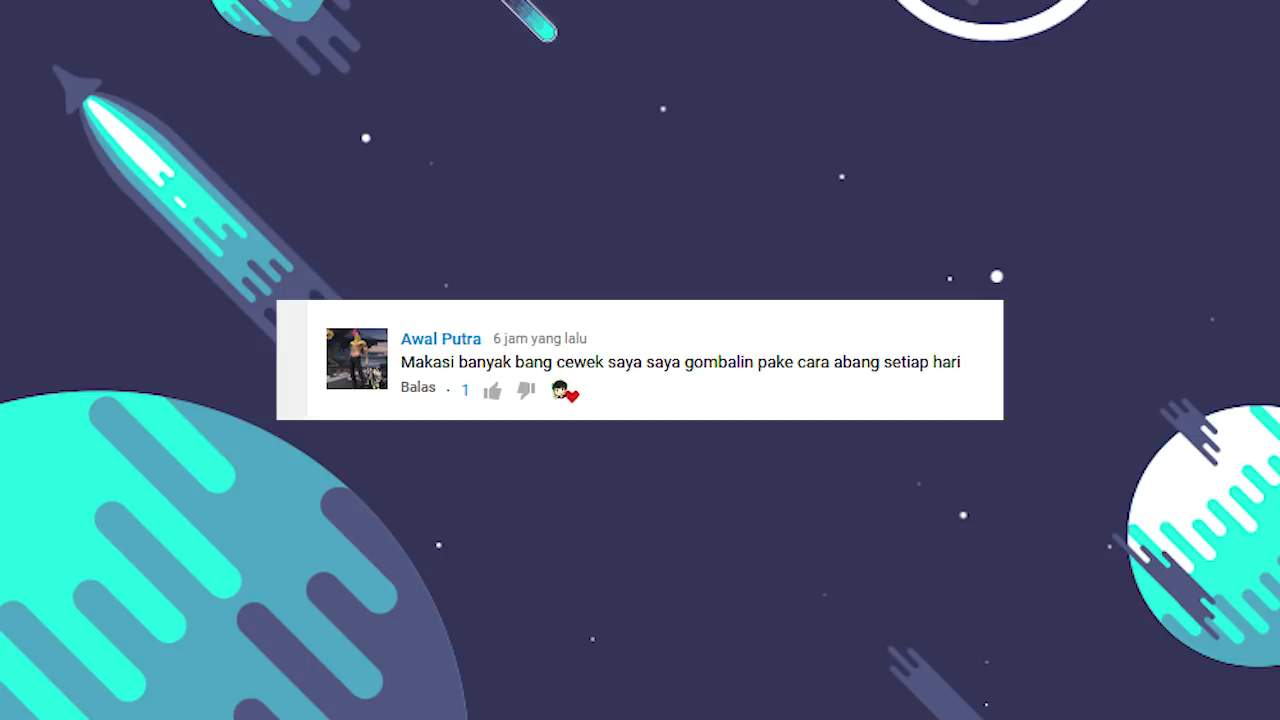 Awal Putra 6 jam yang lalu
Makasi banyak bang cewek saya saya gombalin pake cara abang setiap hari
Balas · 1